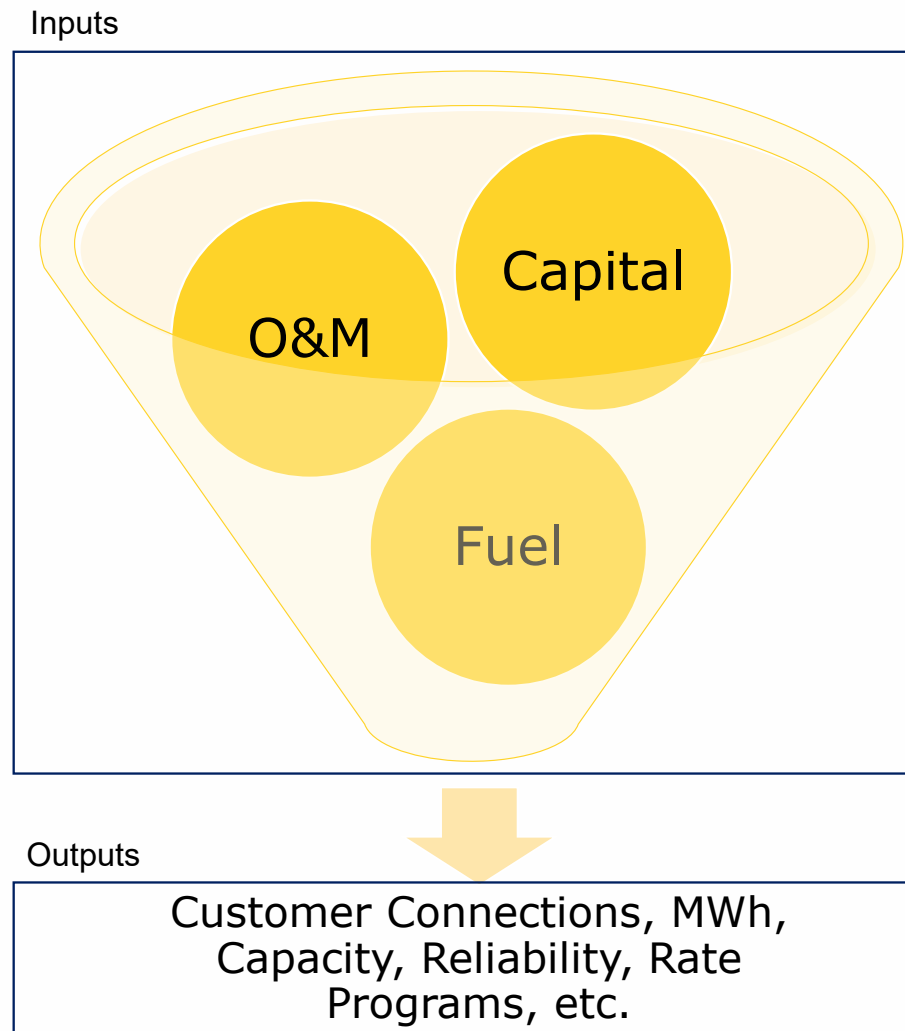 Inputs
Capital
O&M
Fuel
Outputs
Customer Connections, MWh,
Capacity, Reliability, Rate
Programs, etc.